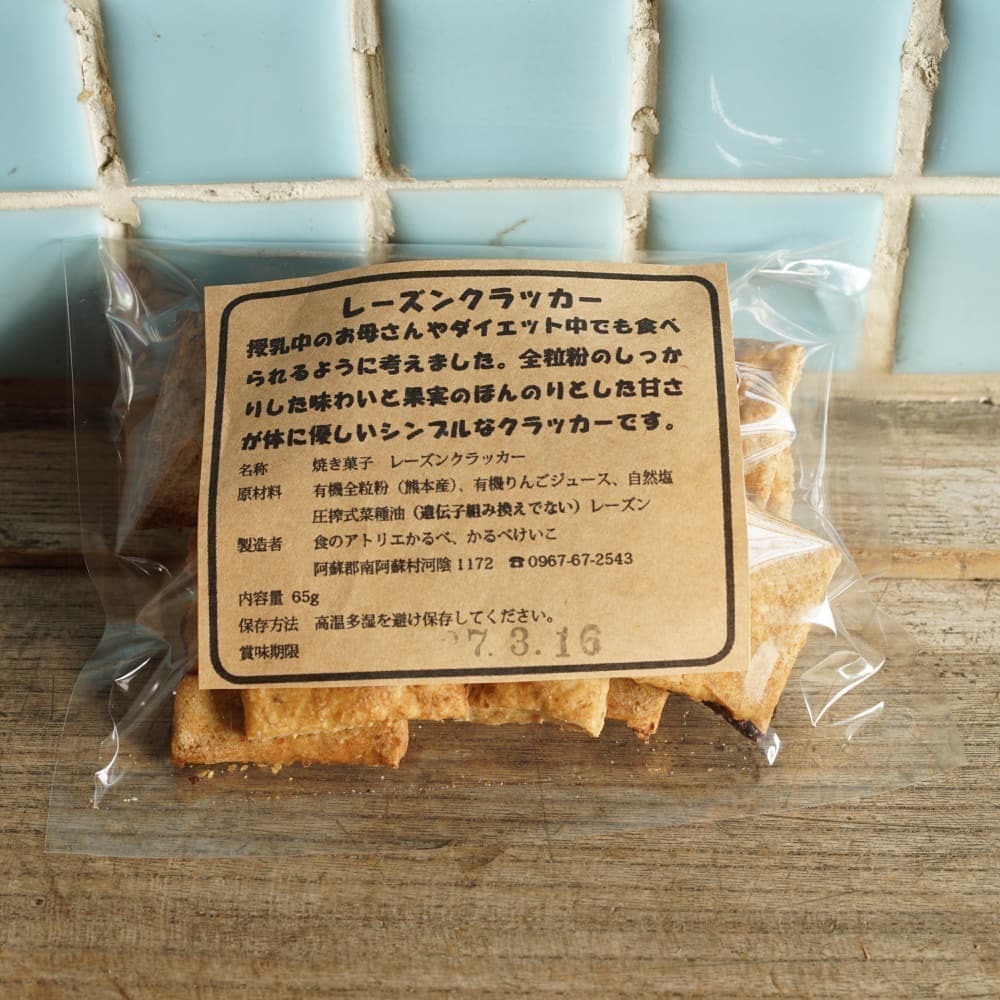 レーズンクラッカー
授乳中のお母さんやダイエット中でも食べ
られるように考えました。全粒粉のしっか
りした味わいと果実のほんのりとした甘さ
が体に優しいシンプルなクラッカーです。
名称 焼き菓子 レーズンクラッカー
原材料 有機全粒粉（熊本産）、有機りんごジュース、自然塩
圧搾式菜種油（遺伝子組み換えでない）レーズン
製造者 食のアトリエかるべ、かるべけいこ
阿蘇郡南阿蘇村河陰 1172 ☎0967-67-2543
内容量 65g
保存方法 高温多湿を避け保存してください。
賞味期限 7. 3. 16